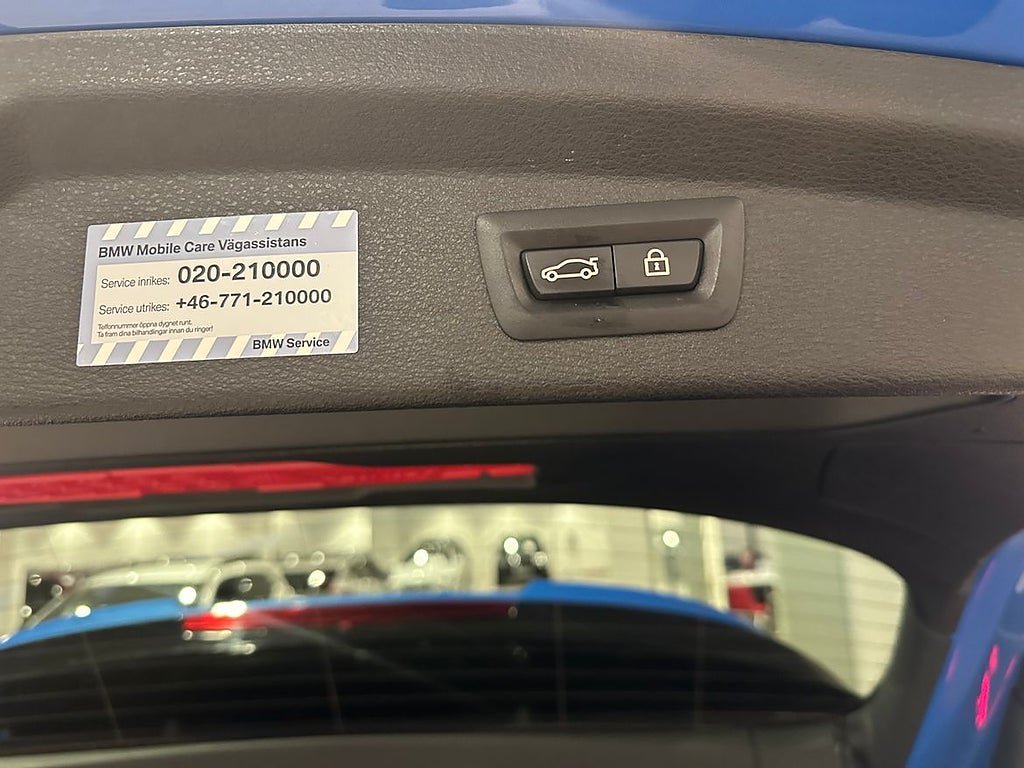 BMW Mobile Care Vägassistans
Service inrikes: 020-210000
Service utrikes: +46-771-210000
Telfonnummer öppna dygnet runt.
Ta fram dina bilhandlingar innan du ringer!
BMW Service